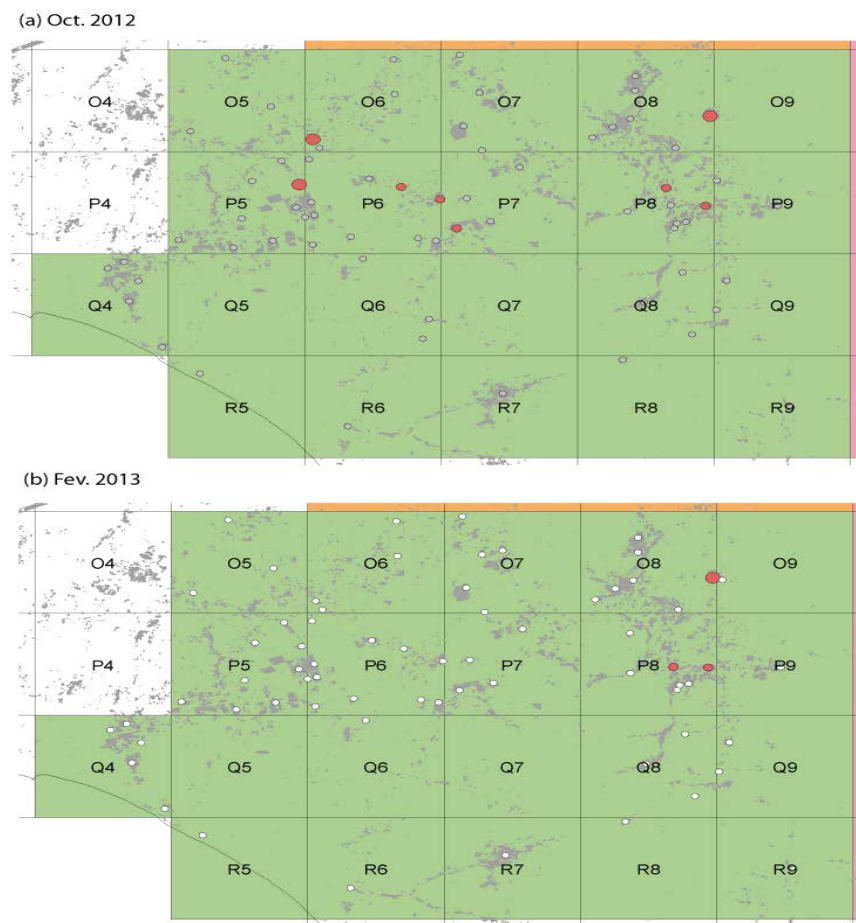 (a) Oct. 2012
O4 O5 O6 O7 O8 O9
P4 P5 P6 P7 P8 P9
Q4 Q5 Q6 Q7 Q8 Q9
R5 R6 R7 R8 R9
(b) Fev. 2013
O4 O5 O6 O7 O8 O9
P4 P5 P6 P7 P8 P9
Q4 Q5 Q6 Q7 Q8 Q9
R5 R6 R7 R8 R9